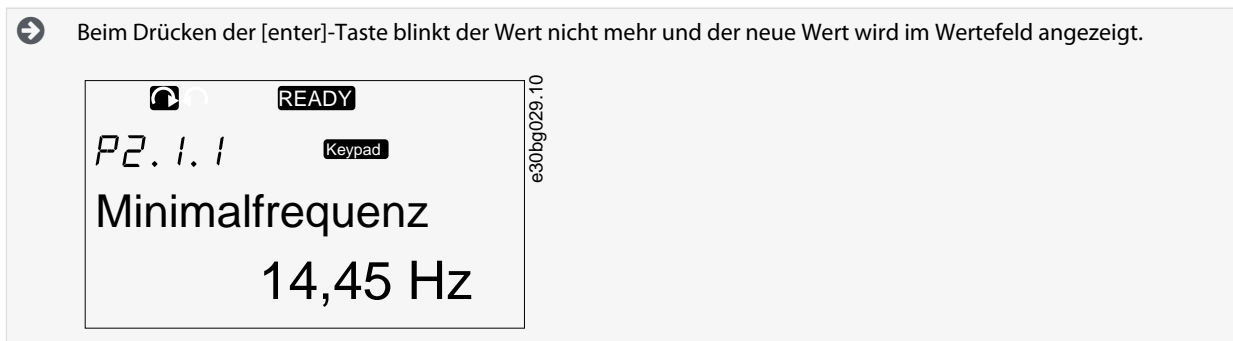 Beim Drücken der [enter]-Taste blinkt der Wert nicht mehr und der neue Wert wird im Wertefeld angezeigt.
READY
P2.1.1
Keypad
Minimalfrequenz
14,45 Hz
e30bg029.10